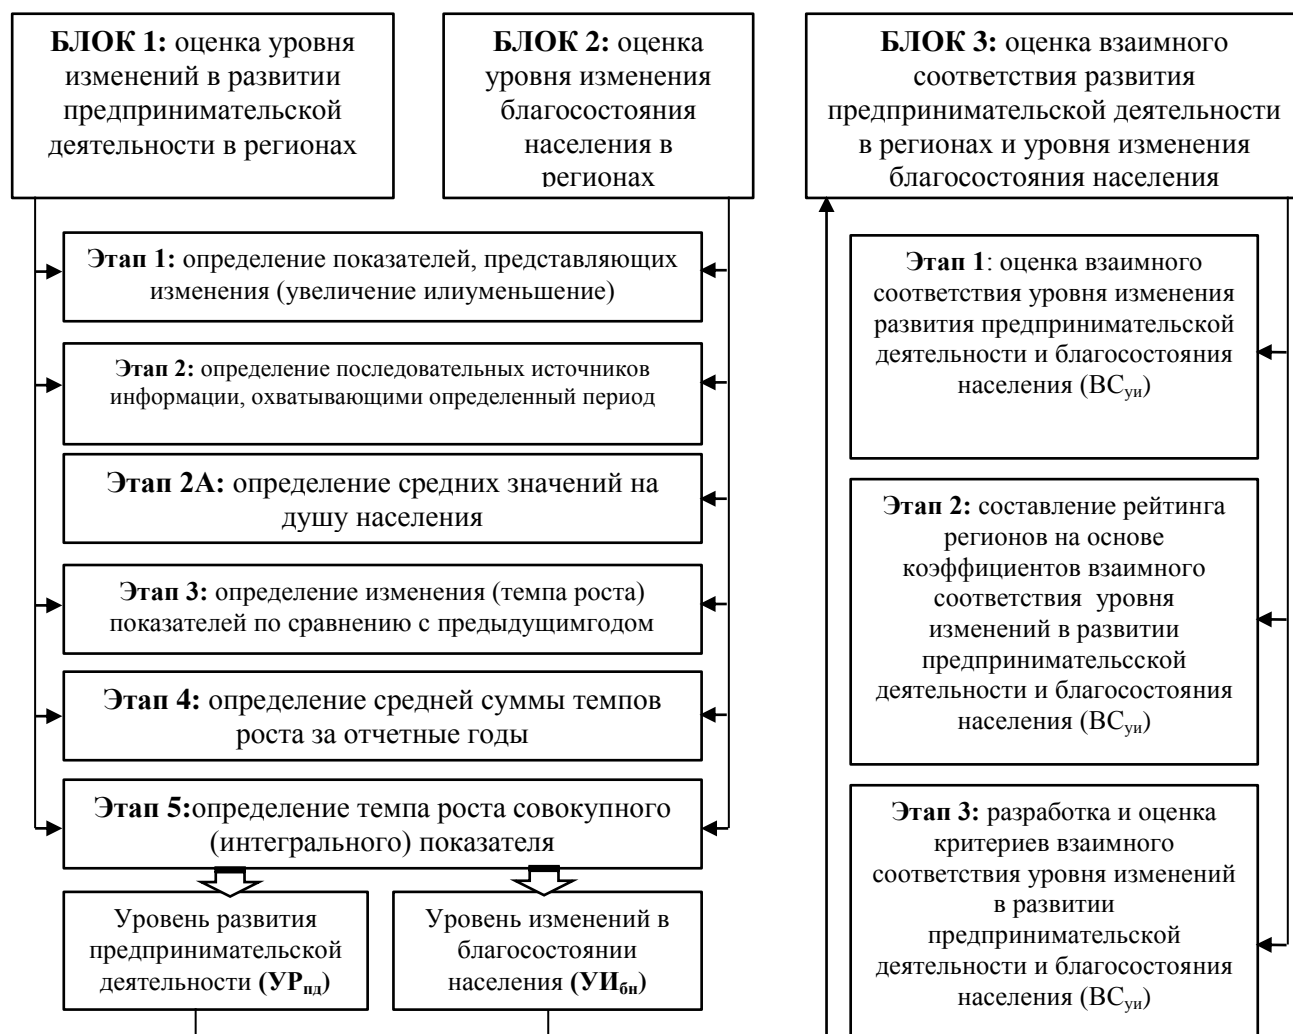 БЛОК 1: оценка уровня
изменений в развитии
предпринимательской
деятельности в регионах
БЛОК 2: оценка
уровня изменения
благосостояния
населения в
регионах
БЛОК 3: оценка взаимного
соответствия развития
предпринимательской деятельности
в регионах и уровня изменения
благосостояния населения
Этап 1: определение показателей, представляющих
изменения (увеличение илиуменьшение)
Этап 2: определение последовательных источников
информации, охватывающими определенный период
Этап 2А: определение средних значений на
душу населения
Этап 3: определение изменения (темпа роста)
показателей по сравнению с предыдущимгодом
Этап 4: определение средней суммы темпов
роста за отчетные годы
Этап 5:определение темпа роста совокупного
(интегрального) показателя
Уровень развития
предпринимательской
деятельности (УРпд)
Уровень изменений в
благосостоянии
населения (УИбн)
Этап 1: оценка взаимного
соответствия уровня изменения
развития предпринимательской
деятельности и благосостояния
населения (ВСуи)
Этап 2: составление рейтинга
регионов на основе
коэффициентов взаимного
соответствия уровня
изменений в развитии
предпринимательсской
деятельности и благосостояния
населения (ВСуи)
Этап 3: разработка и оценка
критериев взаимного
соответствия уровня изменений
в развитии
предпринимательской
деятельности и благосостояния
населения (ВСуи)